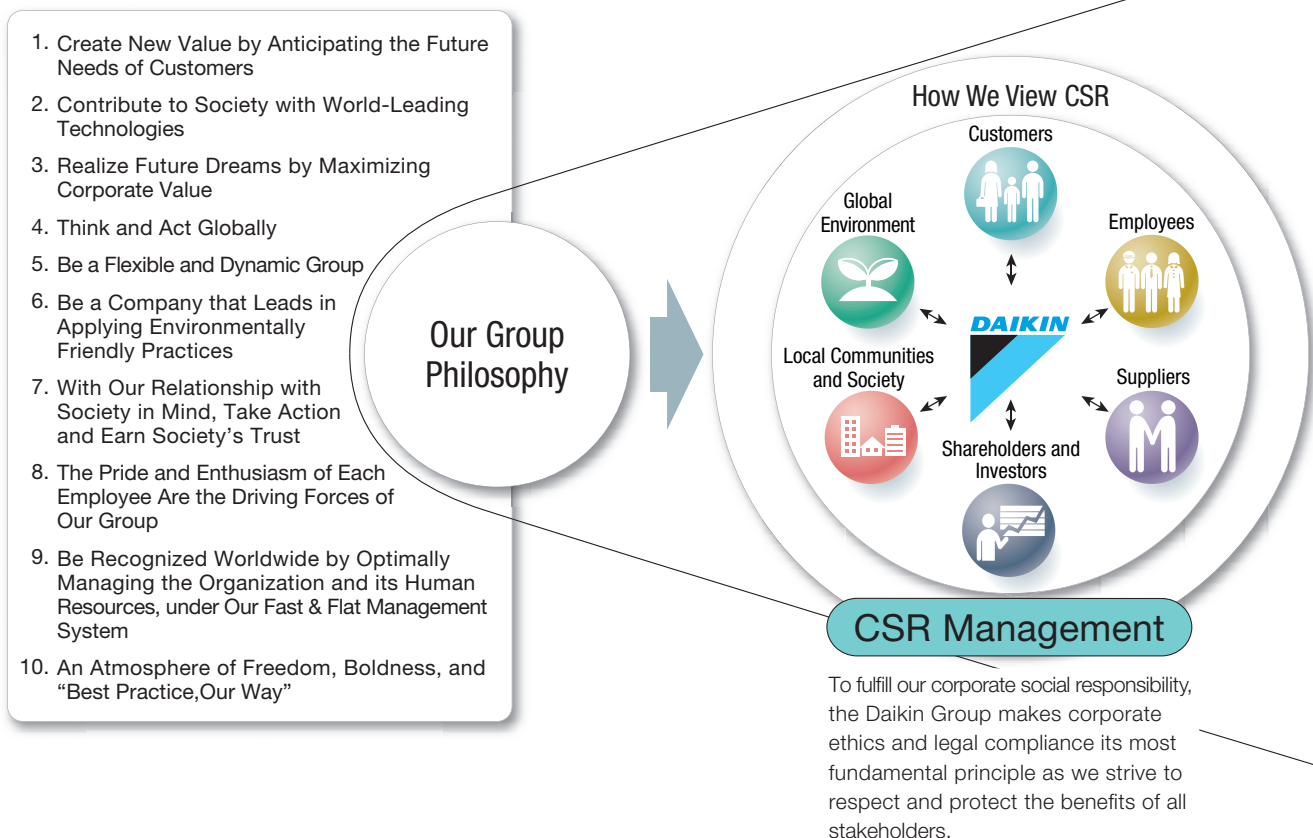 1. Create New Value by Anticipating the Future
Needs of Customers
2. Contribute to Society with World-Leading
Technologies
3. Realize Future Dreams by Maximizing
Corporate Value
4. Think and Act Globally
5. Be a Flexible and Dynamic Group
6. Be a Company that Leads in
Applying Environmentally
Friendly Practices
7. With Our Relationship with
Society in Mind, Take Action
and Earn Society's Trust
8. The Pride and Enthusiasm of Each
Employee Are the Driving Forces of
Our Group
9. Be Recognized Worldwide by Optimally
Managing the Organization and its Human
Resources, under Our Fast & Flat Management
System
10. An Atmosphere of Freedom, Boldness, and
“Best Practice,Our Way”
Our Group
Philosophy
How We View CSR
Customers
Global
Environment
Employees
DAIKIN
Local Communities
and Society
Suppliers
Shareholders and
Investors
CSR Management
To fulfill our corporate social responsibility,
the Daikin Group makes corporate
ethics and legal compliance its most
fundamental principle as we strive to
respect and protect the benefits of all
stakeholders.